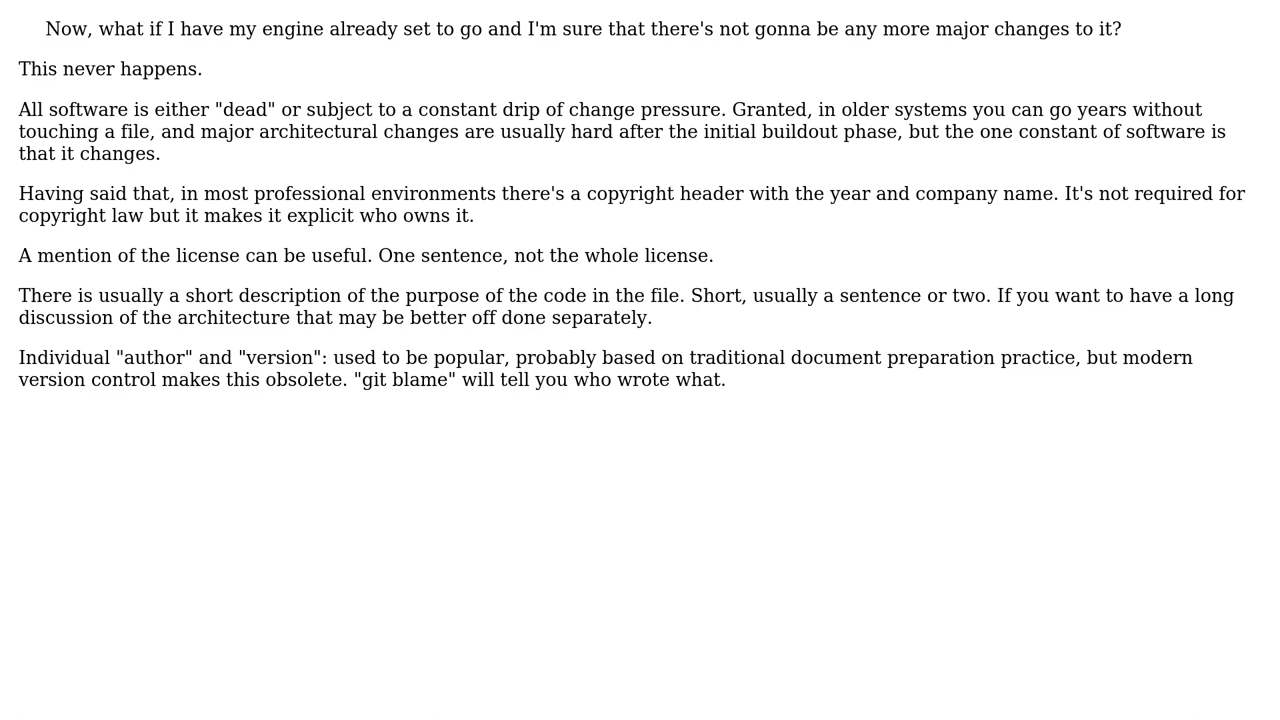 Now, what if I have my engine already set to go and I'm sure that there's not gonna be any more major changes to it?
This never happens.
All software is either "dead" or subject to a constant drip of change pressure. Granted, in older systems you can go years without
touching a file, and major architectural changes are usually hard after the initial buildout phase, but the one constant of software is
that it changes.
Having said that, in most professional environments there's a copyright header with the year and company name. It's not required for
copyright law but it makes it explicit who owns it.
A mention of the license can be useful. One sentence, not the whole license.
There is usually a short description of the purpose of the code in the file. Short, usually a sentence or two. If you want to have a long
discussion of the architecture that may be better off done separately.
Individual "author" and "version": used to be popular, probably based on traditional document preparation practice, but modern
version control makes this obsolete. "git blame" will tell you who wrote what.